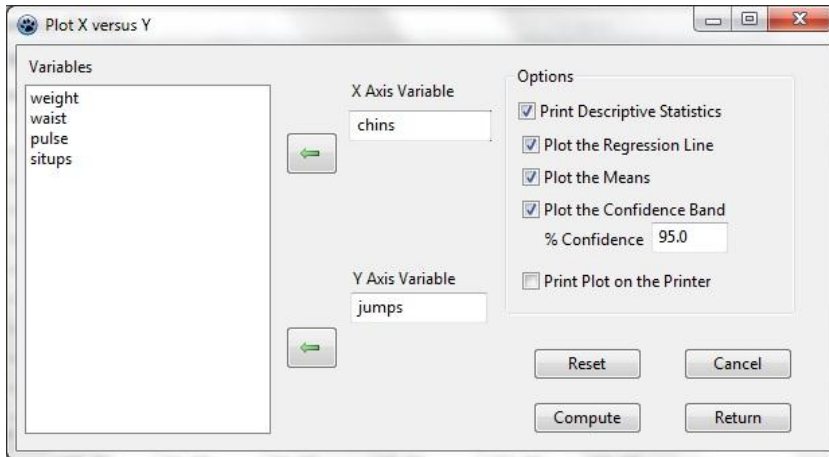 Plot X versus Y
Variables
weight
waist
pulse
situps
X Axis Variable
chins
Y Axis Variable
jumps
Options
Print Descriptive Statistics
Plot the Regression Line
Plot the Means
Plot the Confidence Band
% Confidence 95.0
Print Plot on the Printer
Reset
Cancel
Compute
Return